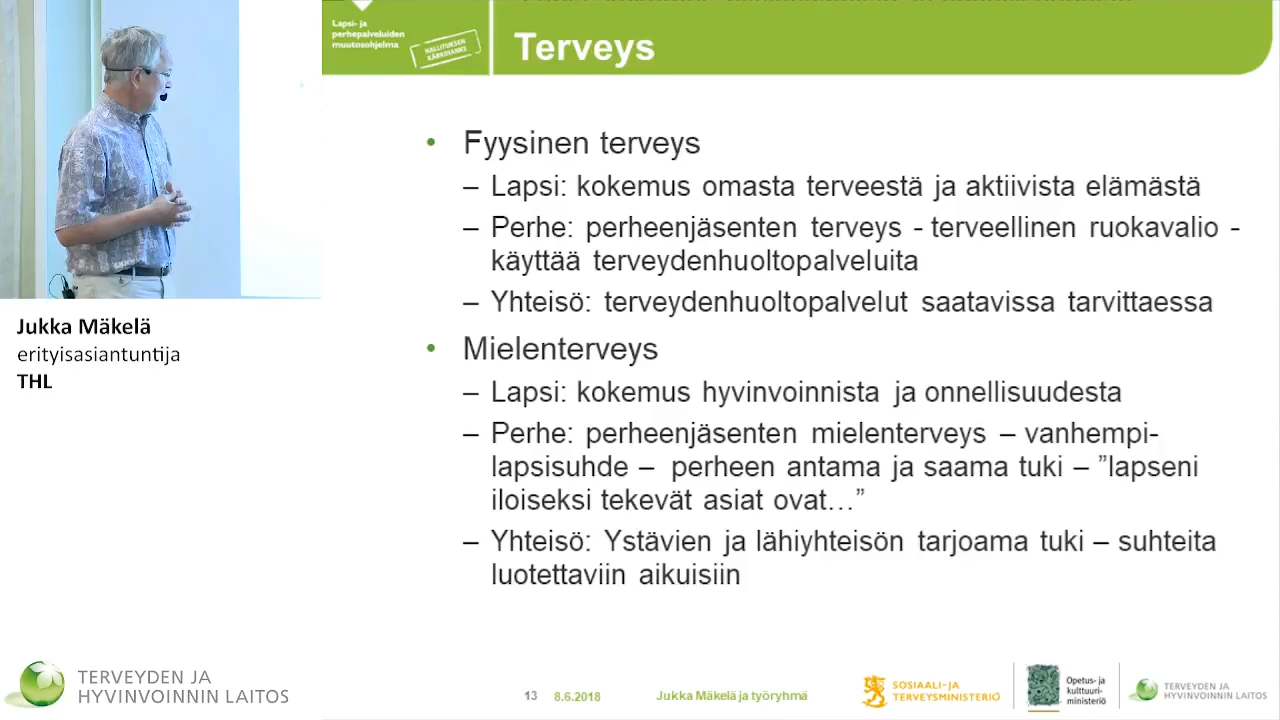 Lapsi- ja
perhepalveluiden
muutosohjelma
HALLITUKSEN
KÄRKIHANKE
Terveys
• Fyysinen terveys
– Lapsi: kokemus omasta terveestä ja aktiivista elämästä
– Perhe: perheenjäsenten terveys - terveellinen ruokavalio -
käyttää terveydenhuoltopalveluita
– Yhteisö: terveydenhuoltopalvelut saatavissa tarvittaessa
• Mielenterveys
– Lapsi: kokemus hyvinvoinnista ja onnellisuudesta
– Perhe: perheenjäsenten mielenterveys – vanhempi-
lapsisuhde – perheen antama ja saama tuki – ”lapseni
iloiseksi tekevät asiat ovat…”
– Yhteisö: Ystävien ja lähiyhteisön tarjoama tuki – suhteita
luotettaviin aikuisiin
Jukka Mäkelä
erityisasiantuntija
THL
TERVEYDEN JA
HYVINVOINNIN LAITOS
13 8.6.2018 Jukka Mäkelä ja työryhmä
SOSIAALI- JA
TERVEYSMINISTERIÖ
Opetus- ja
kulttuuri-
ministeriö
TERVEYDEN JA
HYVINVOINNIN LAITOS